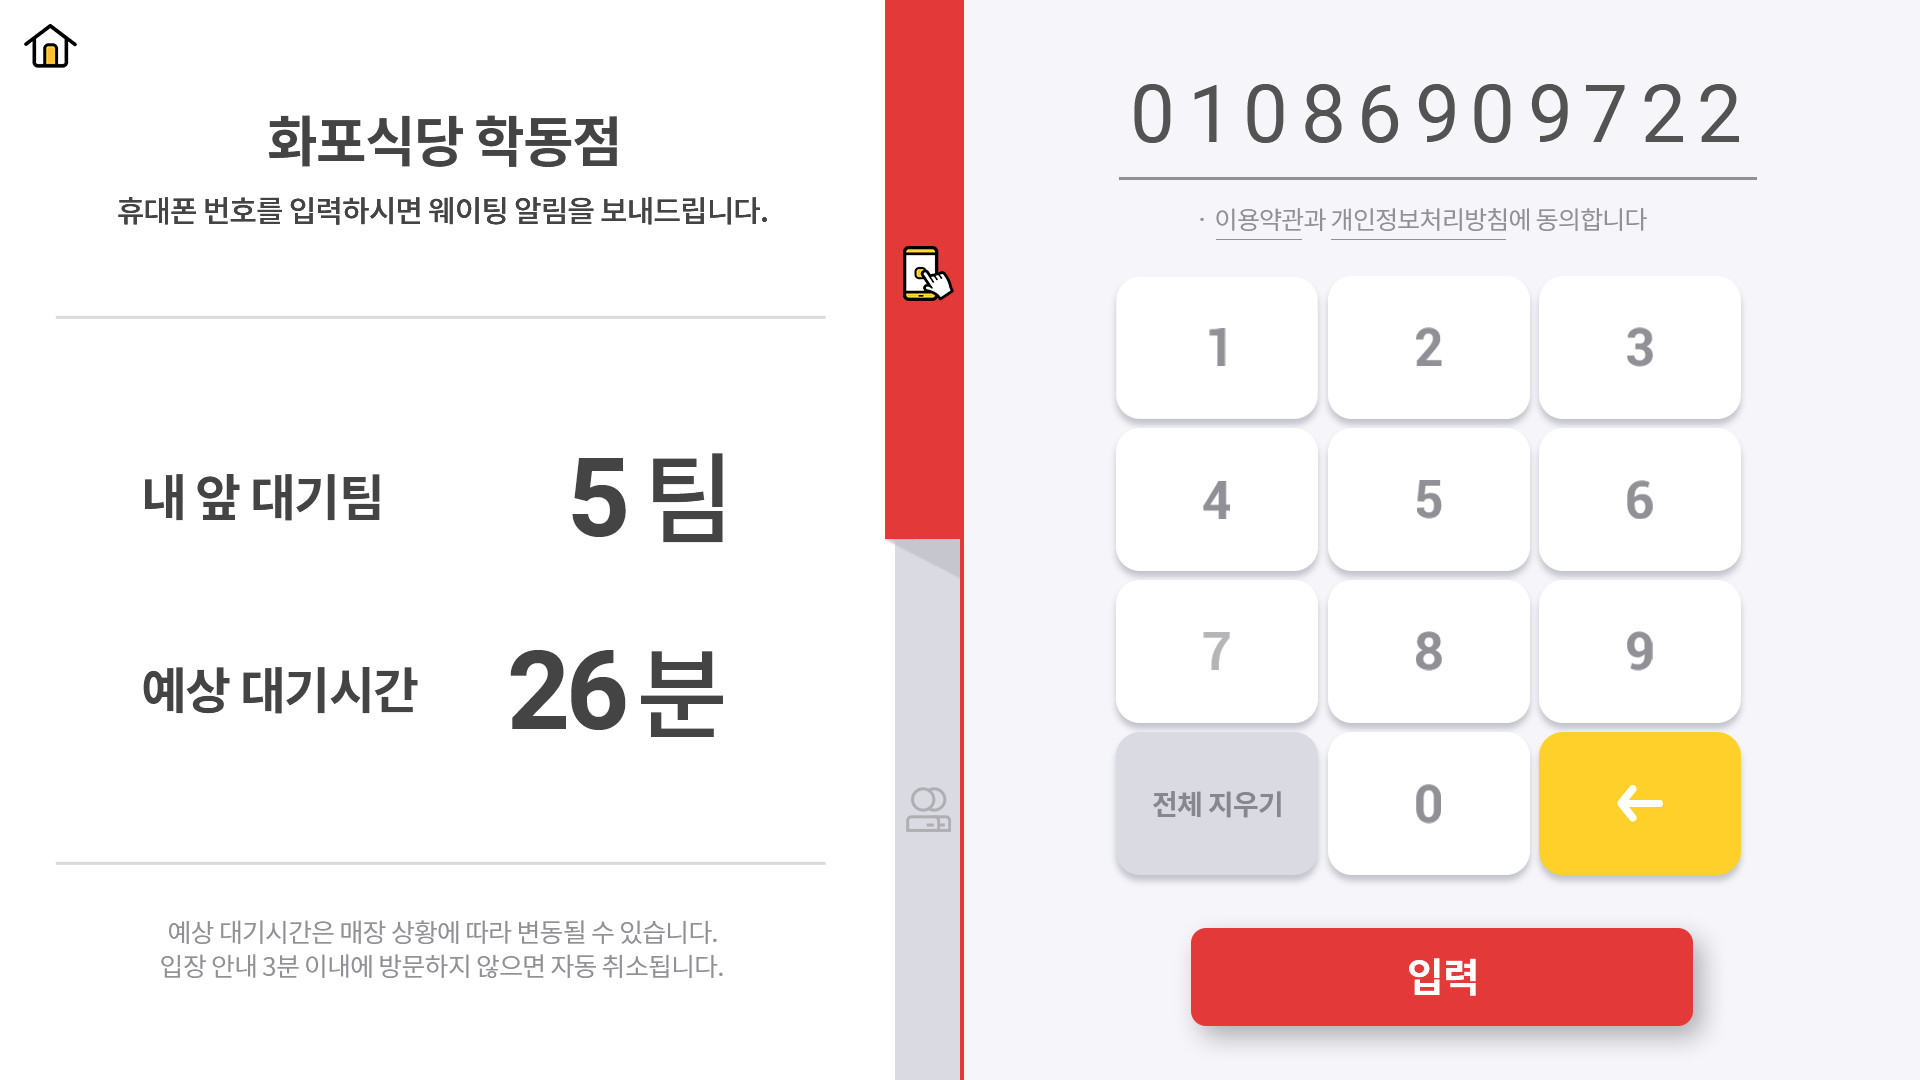 화포식당 학동점
휴대폰 번호를 입력하시면 웨이팅 알림을 보내드립니다.
내 앞 대기팀 5 팀
예상 대기시간 26 분
예상 대기시간은 매장 상황에 따라 변동될 수 있습니다.
입장 안내 3분 이내에 방문하지 않으면 자동 취소됩니다.
01086909722
· 이용약관과 개인정보처리방침에 동의합니다
1 2 3
4 5 6
7 8 9
전체 지우기 0
입력